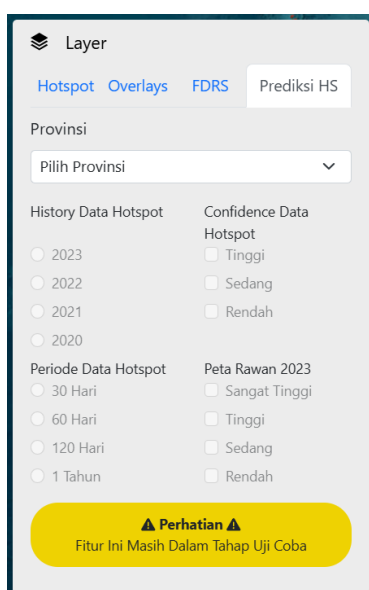 Layer
Hotspot Overlays FDRS Prediksi HS
Provinsi
Pilih Provinsi
History Data Hotspot
2023
2022
2021
2020
Confidence Data
Hotspot
Tinggi
Sedang
Rendah
Periode Data Hotspot
30 Hari
60 Hari
120 Hari
1 Tahun
Peta Rawan 2023
Sangat Tinggi
Tinggi
Sedang
Rendah
Perhatian
Fitur Ini Masih Dalam Tahap Uji Coba